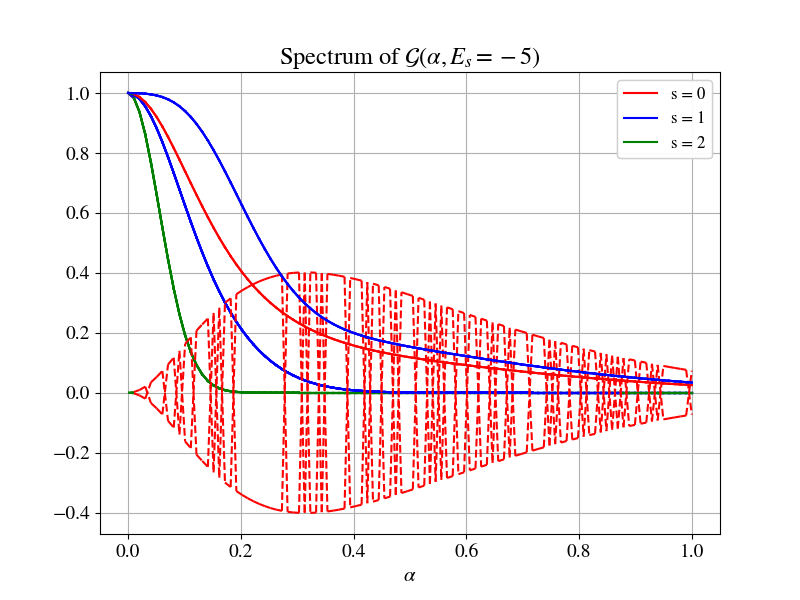 Spectrum of 𝒢(α, Eₛ = −5)
s = 0
s = 1
s = 2
1.0
0.8
0.6
0.4
0.2
0.0
−0.2
−0.4
0.0 0.2 0.4 0.6 0.8 1.0
α